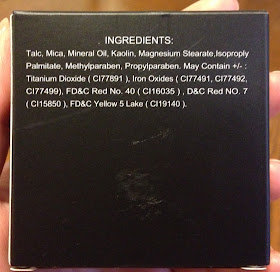 INGREDIENTS:
Talc, Mica, Mineral Oil, Kaolin, Magnesium Stearate,Isoproply
Palmitate, Methylparaben, Propylparaben. May Contain +/- :
Titanium Dioxide ( CI77891 ), Iron Oxides ( CI77491, CI77492,
CI77499), FD&C Red No. 40 ( CI16035 ) , D&C Red NO. 7
( CI15850 ), FD&C Yellow 5 Lake ( CI19140 ).